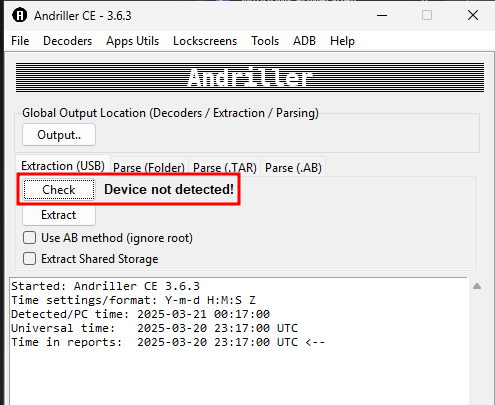 Andriller CE - 3.6.3
File Decoders Apps Utils Lockscreens Tools ADB Help
Andriller
Global Output Location (Decoders / Extraction / Parsing)
Output..
Extraction (USB) Parse (Folder) Parse (.TAR) Parse (.AB)
Check Device not detected!
Extract
Use AB method (ignore root)
Extract Shared Storage
Started: Andriller CE 3.6.3
Time settings/format: Y-m-d H:M:S Z
Detected/PC time: 2025-03-21 00:17:00
Universal time: 2025-03-20 23:17:00 UTC
Time in reports: 2025-03-20 23:17:00 UTC <--